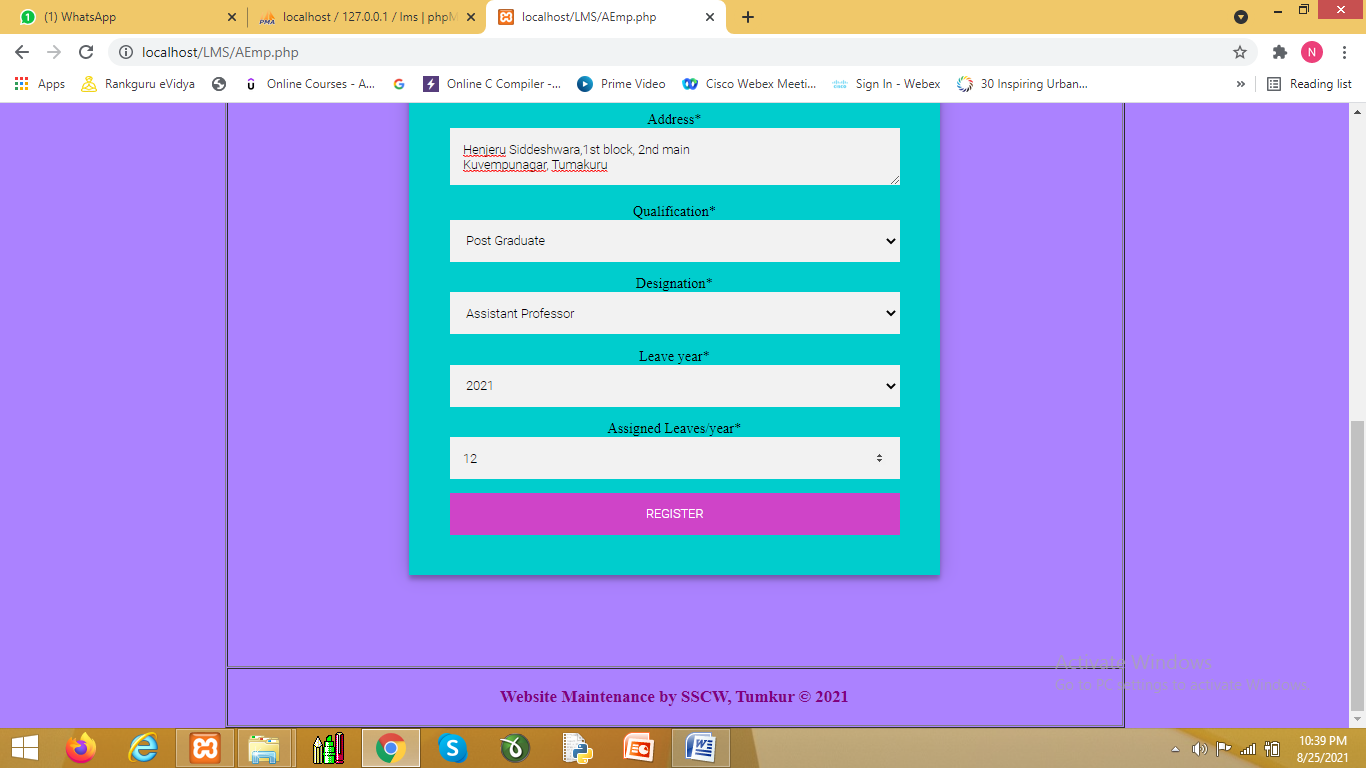 (1) WhatsApp
localhost / 127.0.0.1 / lms | phpM
localhost/LMS/AEmp.php
localhost/LMS/AEmp.php
N
Apps
Rankguru eVidya
Online Courses - A...
Online C Compiler -...
Prime Video
Cisco Webex Meeti...
Sign In - Webex
30 Inspiring Urban...
»
Reading list
Address*
Henjeru Siddeshwara,1st block, 2nd main
Kuvempunagar, Tumakuru
Qualification*
Post Graduate
Designation*
Assistant Professor
Leave year*
2021
Assigned Leaves/year*
12
REGISTER
Activate Windows
Go to PC settings to activate Windows.
Website Maintenance by SSCW, Tumkur © 2021
10:39 PM
8/25/2021